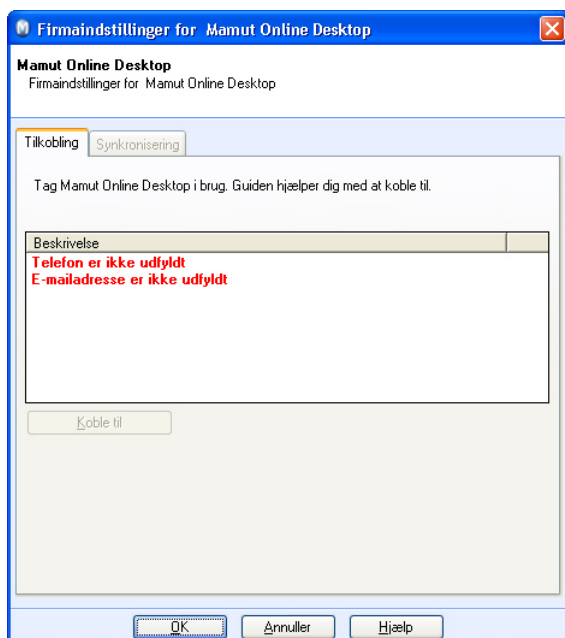 Firmaindstillinger for Mamut Online Desktop
Mamut Online Desktop
Firmaindstillinger for Mamut Online Desktop
Tilkobling Synkronisering
Tag Mamut Online Desktop i brug. Guiden hjælper dig med at koble til.
Beskrivelse
Telefon er ikke udfyldt
E-mailadresse er ikke udfyldt
Koble til
OK Annuller Hjælp